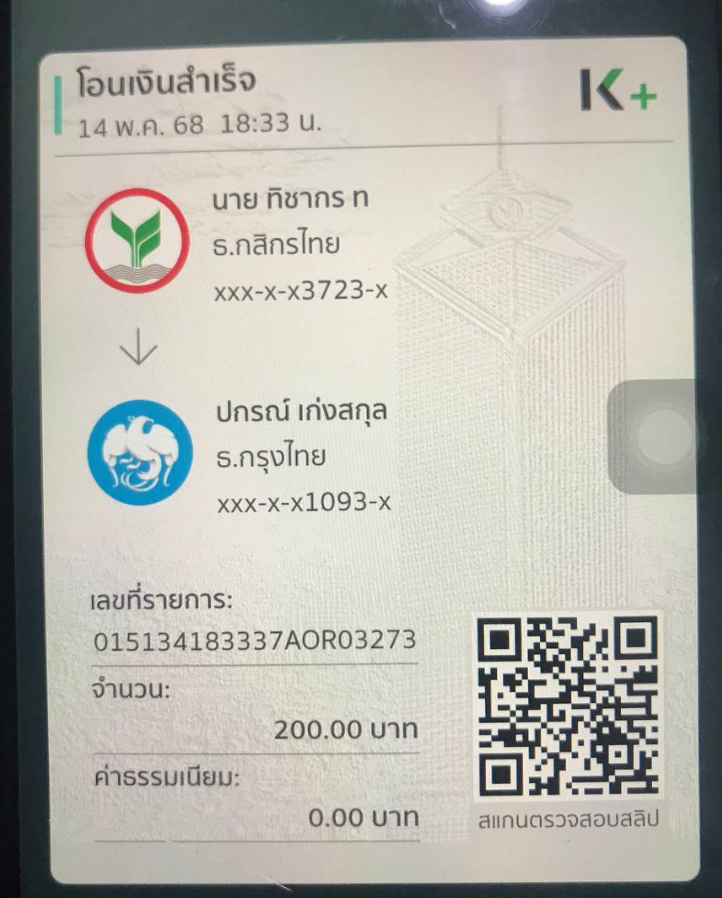 โอนเงินสำเร็จ
14 พ.ค. 68 18:33 น.
K+
นาย ทิชากร ท
ธ.กสิกรไทย
xxx-x-x3723-x
ปกรณ์ เก่งสกุล
ธ.กรุงไทย
xxx-x-x1093-x
เลขที่รายการ:
015134183337AOR03273
จำนวน:
200.00 บาท
ค่าธรรมเนียม:
0.00 บาท
สแกนตรวจสอบสลิป